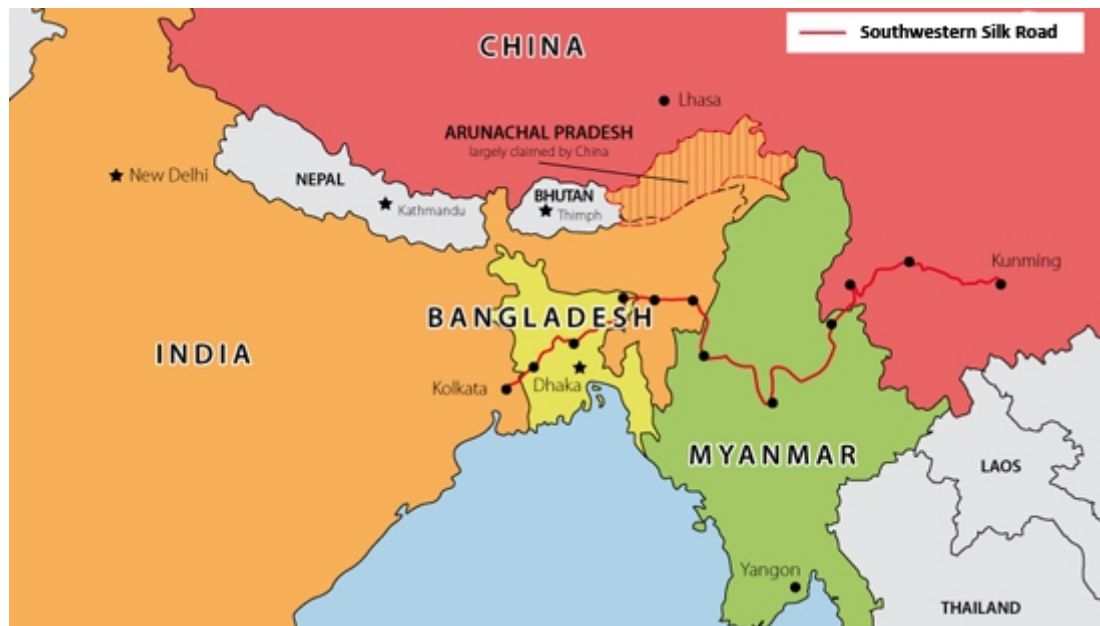 Southwestern Silk Road
CHINA
Lhasa
ARUNACHAL PRADESH
largely claimed by China
New Delhi
NEPAL
Kathmandu
BHUTAN
Thimph
Kunming
BANGLADESH
INDIA
Kolkata
Dhaka
MYANMAR
LAOS
Yangon
THAILAND